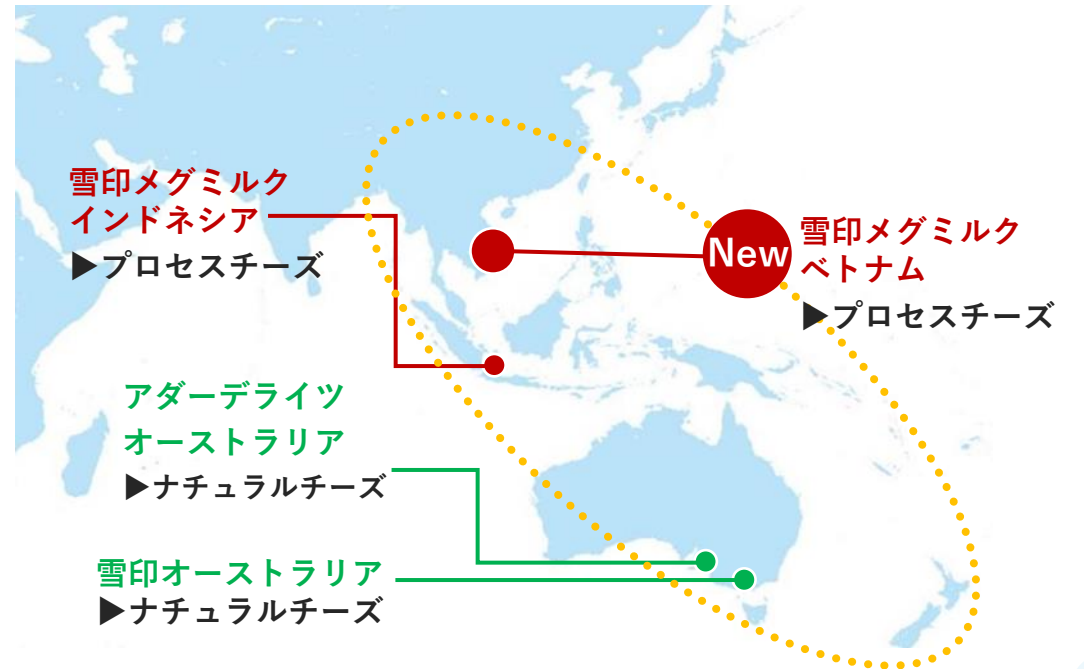 雪印メグミルク
インドネシア
▶プロセスチーズ
New
雪印メグミルク
ベトナム
▶プロセスチーズ
アダーデライツ
オーストラリア
▶ナチュラルチーズ
雪印オーストラリア
▶ナチュラルチーズ